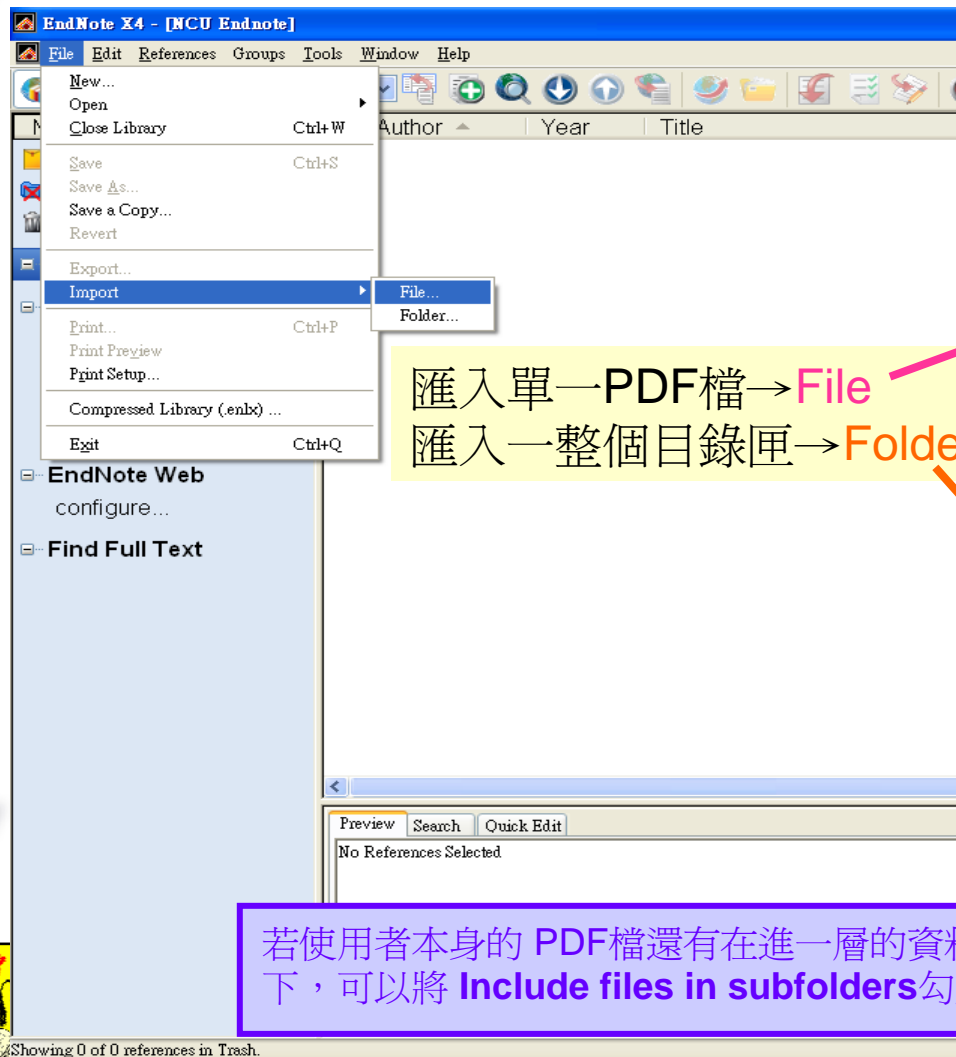 EndNote X4 - [NCU Endnote]
File Edit References Groups Tools Window Help
New...
Open
Close Library Ctrl+W
Author Year Title
Save Ctrl+S
Save As...
Save a Copy...
Revert
Export...
Import
File...
Folder...
Print... Ctrl+P
Print Preview
Print Setup...
Compressed Library (.enlx) ...
Exit Ctrl+Q
匯入單一PDF檔→File
匯入一整個目錄匣→Folde
EndNote Web
configure...
Find Full Text
Preview Search Quick Edit
No References Selected
若使用者本身的 PDF檔還有在進一層的資料
下，可以將 Include files in subfolders勾
Showing 0 of 0 references in Trash.